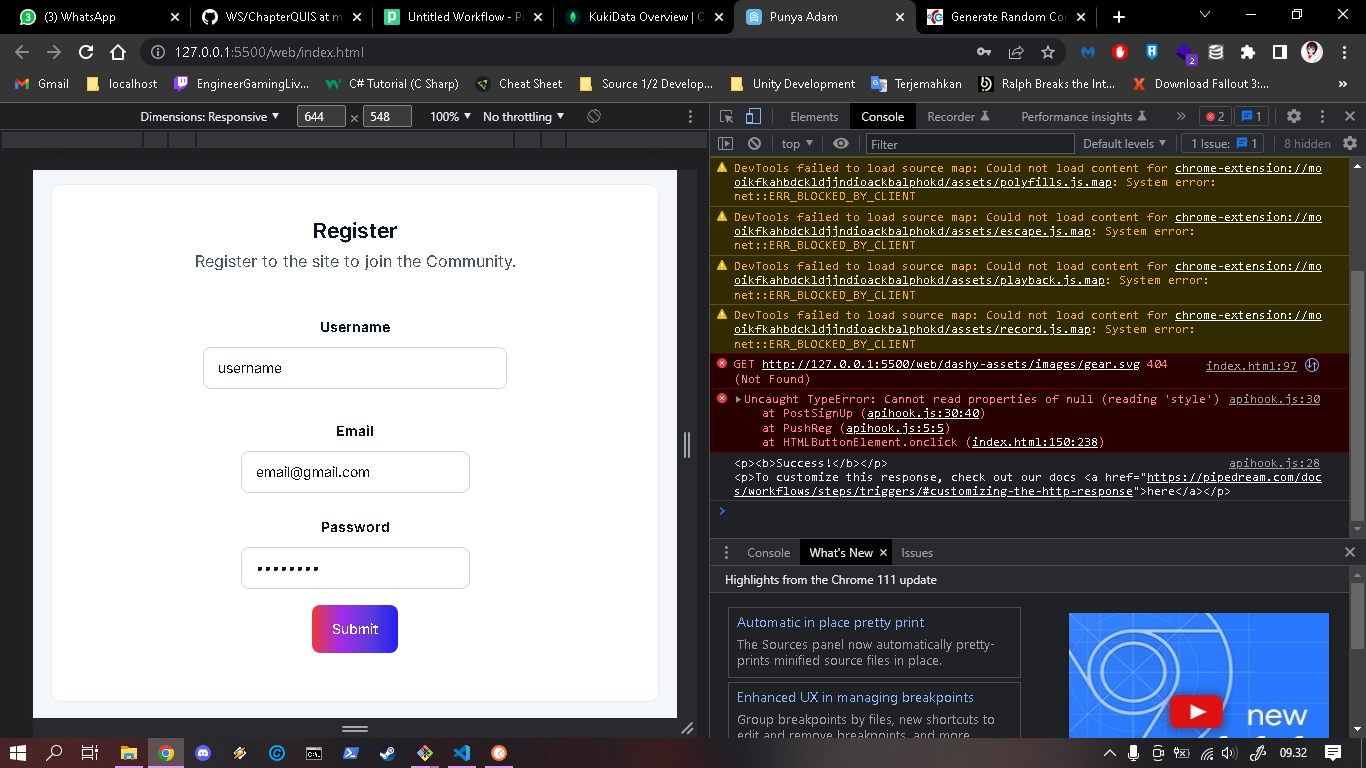 (3) WhatsApp
WS/ChapterQUIS at m
Untitled Workflow - Pi
KukiData Overview | C
Punya Adam
Generate Random Co
127.0.0.1:5500/web/index.html
2
Gmail
localhost
EngineerGamingLiv...
C# Tutorial (C Sharp)
Cheat Sheet
Source 1/2 Develop...
Unity Development
Terjemahkan
Ralph Breaks the Int...
Download Fallout 3:...
»
Dimensions: Responsive
644
×
548
100%
No throttling
Elements
Console
Recorder
Performance insights
»
2
1
top
Filter
Default levels
1 Issue:
1
8 hidden
Register
Register to the site to join the Community.
Username
username
Email
email@gmail.com
Password
••••••••
Submit
DevTools failed to load source map: Could not load content for chrome-extension://mo
oikfkahbdckldjjndioackbalphokd/assets/polyfills.js.map: System error:
net::ERR_BLOCKED_BY_CLIENT
DevTools failed to load source map: Could not load content for chrome-extension://mo
oikfkahbdckldjjndioackbalphokd/assets/escape.js.map: System error:
net::ERR_BLOCKED_BY_CLIENT
DevTools failed to load source map: Could not load content for chrome-extension://mo
oikfkahbdckldjjndioackbalphokd/assets/playback.js.map: System error:
net::ERR_BLOCKED_BY_CLIENT
DevTools failed to load source map: Could not load content for chrome-extension://mo
oikfkahbdckldjjndioackbalphokd/assets/record.js.map: System error:
net::ERR_BLOCKED_BY_CLIENT
GET http://127.0.0.1:5500/web/dashy-assets/images/gear.svg 404 index.html:97
(Not Found)
Uncaught TypeError: Cannot read properties of null (reading 'style') apihook.js:30
at PostSignUp (apihook.js:30:40)
at PushReg (apihook.js:5:5)
at HTMLButtonElement.onclick (index.html:150:238)
<p><b>Success!</b></p> apihook.js:28
<p>To customize this response, check out our docs <a href="https://pipedream.com/doc
s/workflows/steps/triggers/#customizing-the-http-response">here</a></p>
Console
What's New
Issues
Highlights from the Chrome 111 update
Automatic in place pretty print
The Sources panel now automatically pretty-
prints minified source files in place.
Enhanced UX in managing breakpoints
Group breakpoints by files, new shortcuts to
edit and remove breakpoints, and more.
new
09.32